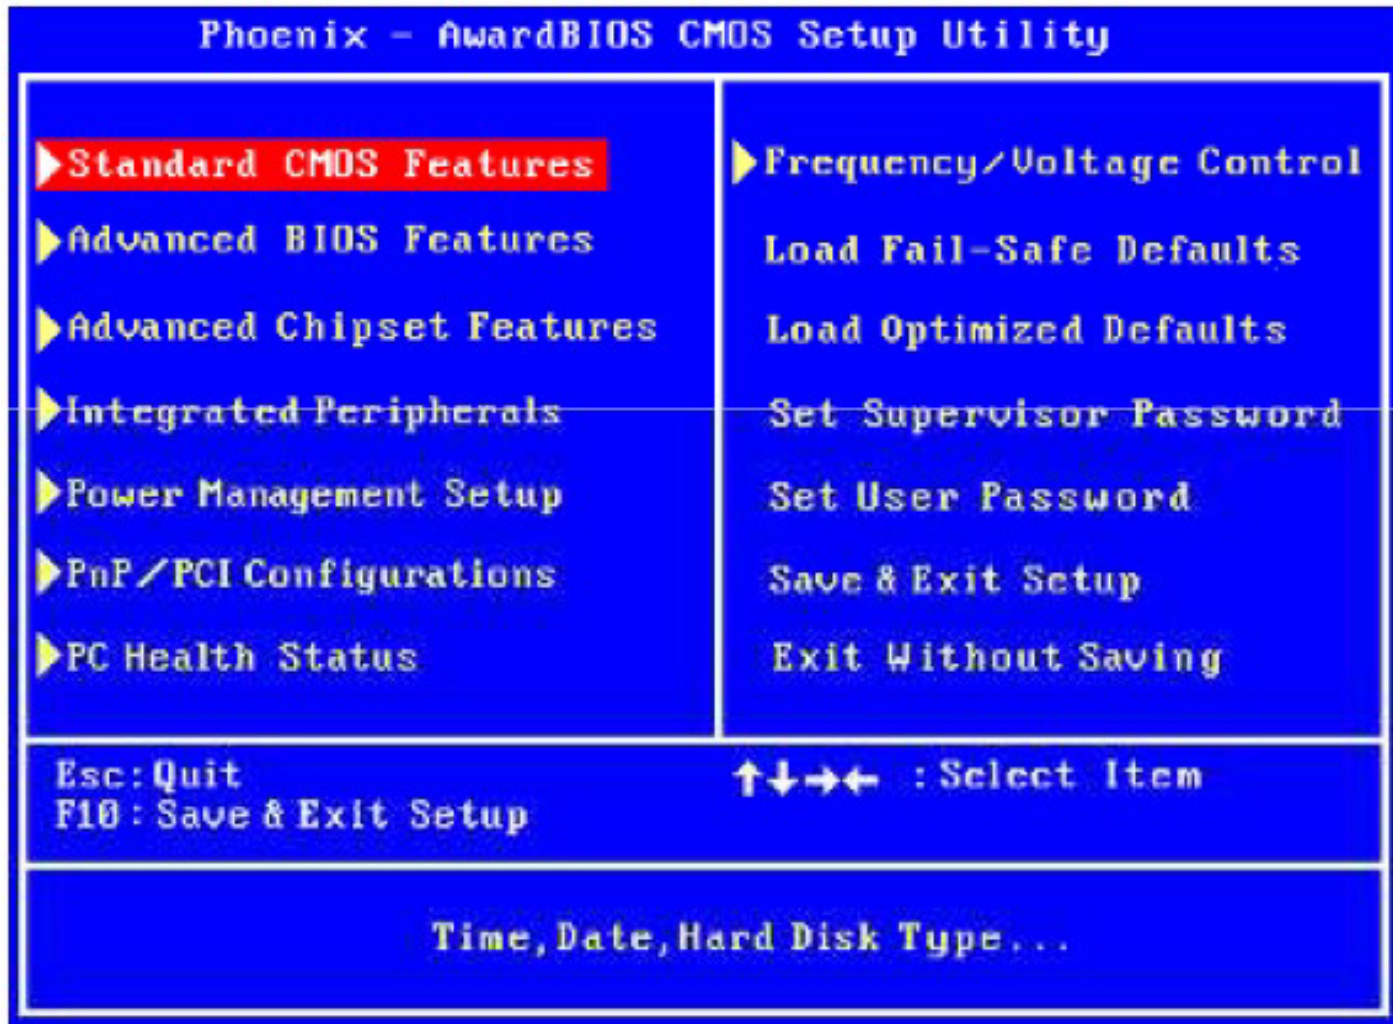 Phoenix - AwardBIOS CMOS Setup Utility
Standard CMOS Features
Advanced BIOS Features
Advanced Chipset Features
Integrated Peripherals
Power Management Setup
PnP/PCI Configurations
PC Health Status
Frequency/Voltage Control
Load Fail-Safe Defaults
Load Optimized Defaults
Set Supervisor Password
Set User Password
Save & Exit Setup
Exit Without Saving
Esc:Quit
F10:Save & Exit Setup
↑↓→← :Select Item
Time,Date,Hard Disk Type...